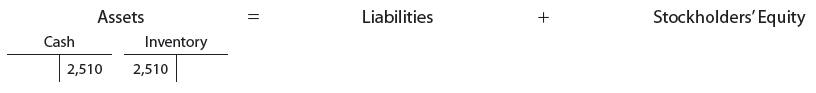 Assets = Liabilities + Stockholders' Equity
Cash Inventory
2,510 2,510